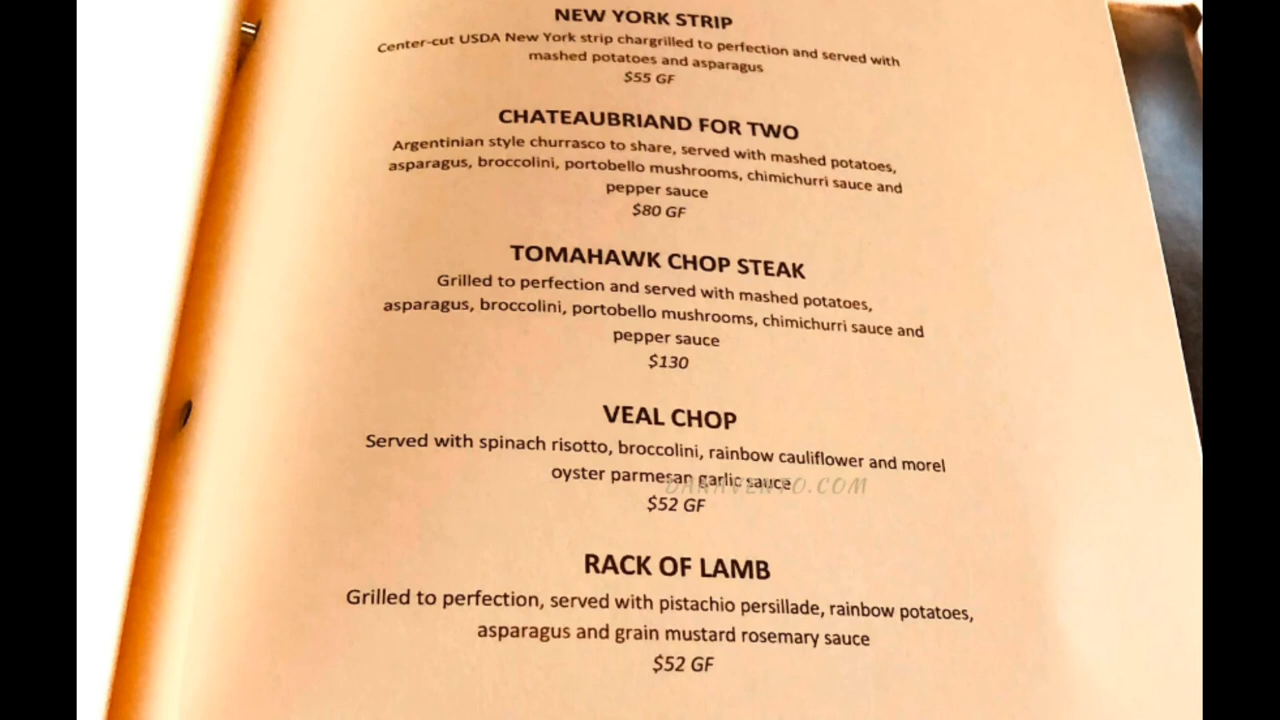 NEW YORK STRIP
Center-cut USDA New York strip chargrilled to perfection and served with
mashed potatoes and asparagus
$55 GF
CHATEAUBRIAND FOR TWO
Argentinian style churrasco to share, served with mashed potatoes,
asparagus, broccolini, portobello mushrooms, chimichurri sauce and
pepper sauce
$80 GF
TOMAHAWK CHOP STEAK
Grilled to perfection and served with mashed potatoes,
asparagus, broccolini, portobello mushrooms, chimichurri sauce and
pepper sauce
$130
VEAL CHOP
Served with spinach risotto, broccolini, rainbow cauliflower and morel
oyster parmesan garlic sauce
DANAVENTO.COM
$52 GF
RACK OF LAMB
Grilled to perfection, served with pistachio persillade, rainbow potatoes,
asparagus and grain mustard rosemary sauce
$52 GF